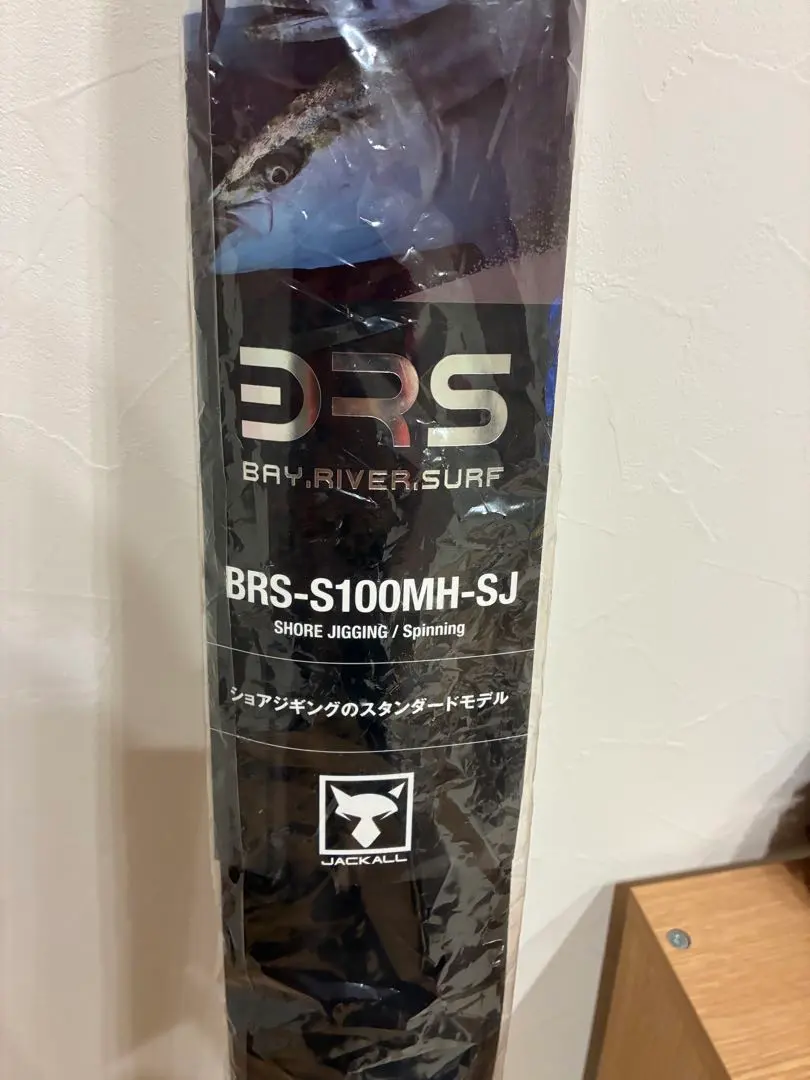 BRS
BAY.RIVER.SURF
BRS-S100MH-SJ
SHORE JIGGING / Spinning
ショアジギングのスタンダードモデル
JACKALL